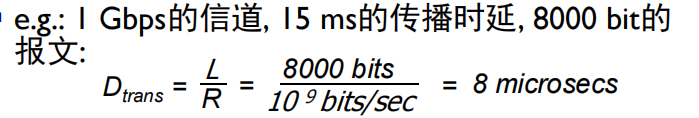 e.g.: 1 Gbps的信道, 15 ms的传播时延, 8000 bit的
报文:
D_trans = L/R = 8000 bits / 10^9 bits/sec = 8 microsecs